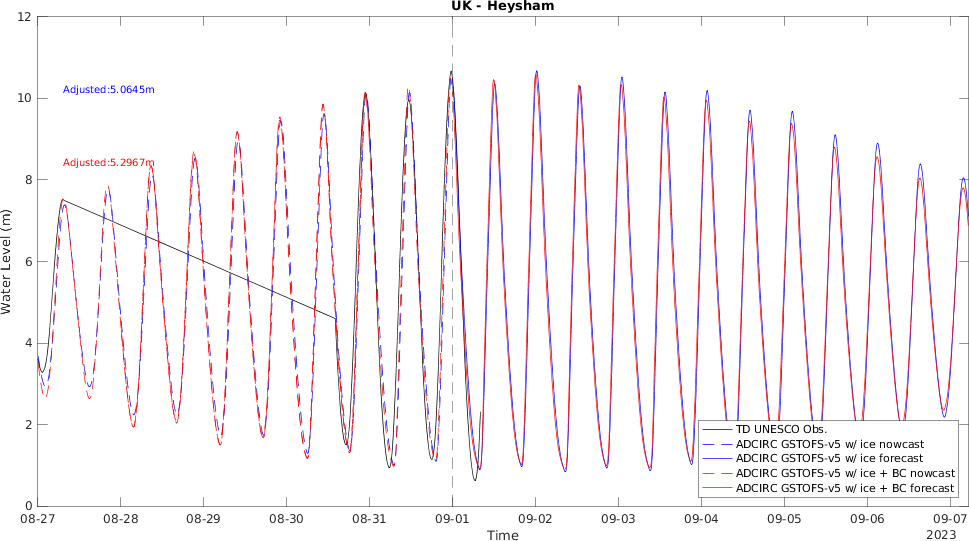 UK - Heysham
12
10
8
6
4
2
0
Water Level (m)
Adjusted:5.0645m
Adjusted:5.2967m
TD UNESCO Obs.
ADCIRC GSTOFS-v5 w/ ice nowcast
ADCIRC GSTOFS-v5 w/ ice forecast
ADCIRC GSTOFS-v5 w/ ice + BC nowcast
ADCIRC GSTOFS-v5 w/ ice + BC forecast
08-27 08-28 08-29 08-30 08-31 09-01 09-02 09-03 09-04 09-05 09-06 09-07
Time
2023